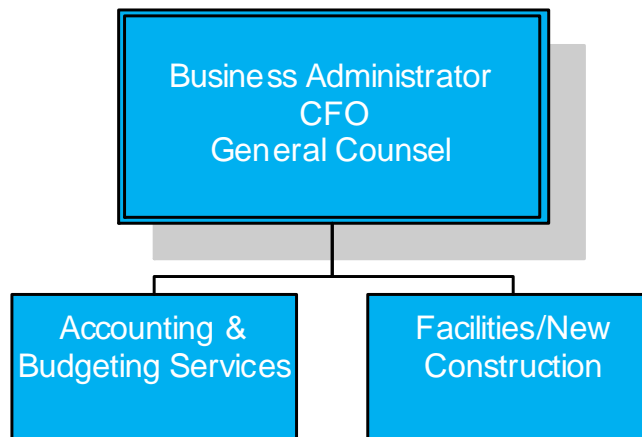 Business Administrator
CFO
General Counsel
Accounting &
Budgeting Services
Facilities/New
Construction